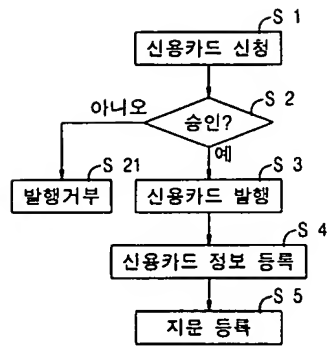 S 1
신용카드 신청
S 2
승인?
아니오
예
S 21
발행거부
S 3
신용카드 발행
S 4
신용카드 정보 등록
S 5
지문 등록